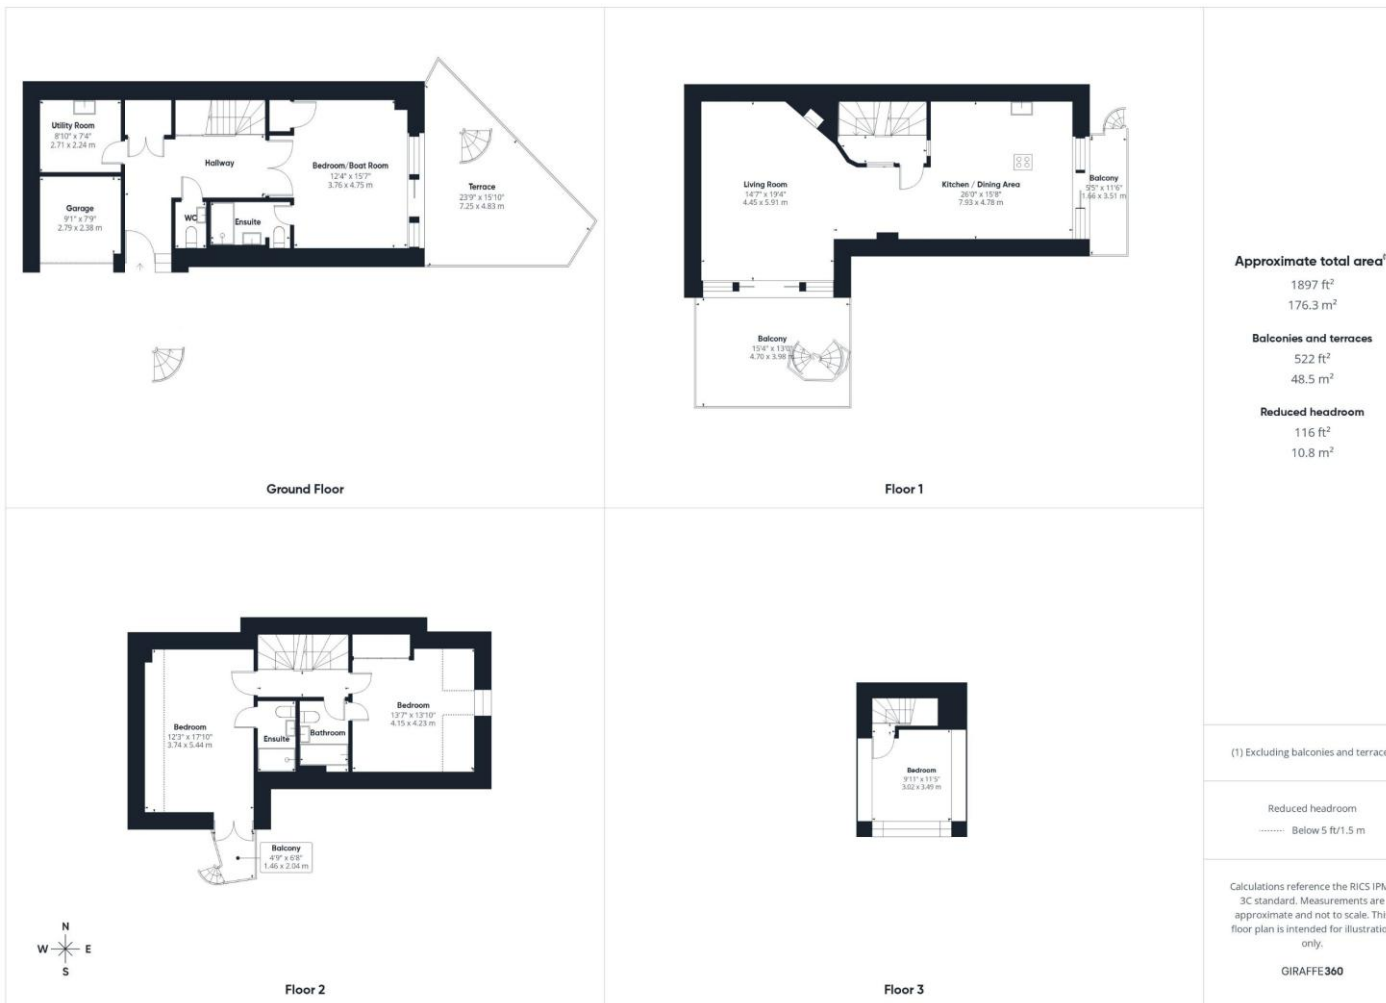 Utility Room
8'10" x 7'4"
2.71 x 2.24 m
Garage
9'1" x 7'9"
2.79 x 2.38 m
Hallway
WC
Ensuite
Bedroom/Boat Room
12'4" x 15'7"
3.76 x 4.75 m
Terrace
23'9" x 15'10"
7.25 x 4.83 m
Ground Floor
Living Room
14'7" x 19'4"
4.45 x 5.91 m
Kitchen / Dining Area
26'0" x 15'8"
7.93 x 4.78 m
Balcony
5'5" x 11'6"
1.66 x 3.51 m
Balcony
15'4" x
4.70 x 3.98 m
Floor 1
Bedroom
12'3" x 17'10"
3.74 x 5.44 m
Ensuite
Bathroom
Bedroom
13'7" x 13'10"
4.15 x 4.23 m
Balcony
4'9" x 6'8"
1.46 x 2.04 m
N
W E
S
Floor 2
Bedroom
9'11" x 11'5"
3.02 x 3.49 m
Floor 3
Approximate total area
1897 ft²
176.3 m²
Balconies and terraces
522 ft²
48.5 m²
Reduced headroom
116 ft²
10.8 m²
(1) Excluding balconies and terrace
Reduced headroom
Below 5 ft/1.5 m
Calculations reference the RICS IPM
3C standard. Measurements are
approximate and not to scale. This
floor plan is intended for illustration
only.
GIRAFFE360